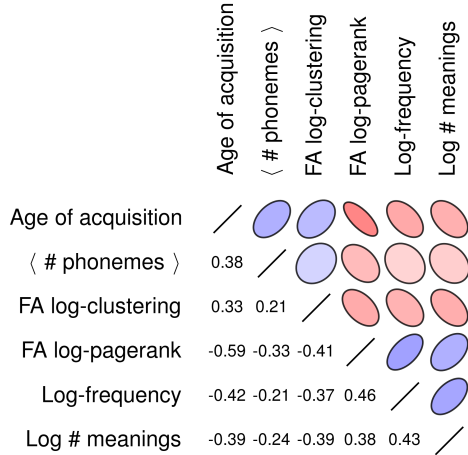 Age of acquisition
⟨ # phonemes ⟩
FA log-clustering
FA log-pagerank
Log-frequency
Log # meanings
Age of acquisition
⟨ # phonemes ⟩ 0.38
FA log-clustering 0.33 0.21
FA log-pagerank -0.59 -0.33 -0.41
Log-frequency -0.42 -0.21 -0.37 0.46
Log # meanings -0.39 -0.24 -0.39 0.38 0.43